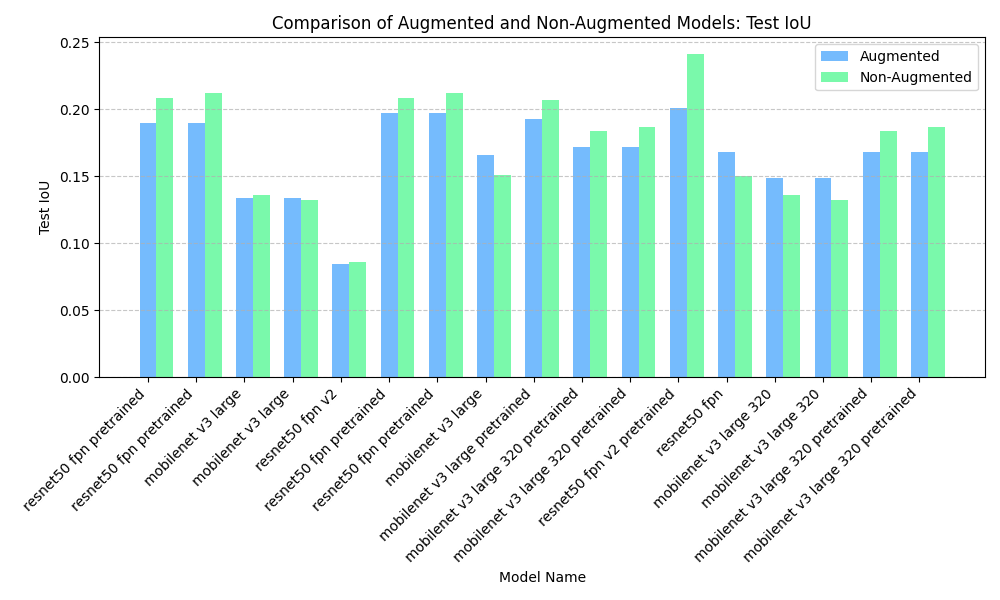 Comparison of Augmented and Non-Augmented Models: Test IoU
Augmented
Non-Augmented
Test IoU
0.25
0.20
0.15
0.10
0.05
0.00
resnet50 fpn pretrained
resnet50 fpn pretrained
mobilenet v3 large
mobilenet v3 large
resnet50 fpn v2
resnet50 fpn pretrained
resnet50 fpn pretrained
mobilenet v3 large
mobilenet v3 large pretrained
mobilenet v3 large 320 pretrained
mobilenet v3 large 320 pretrained
resnet50 fpn v2 pretrained
resnet50 fpn
mobilenet v3 large 320
mobilenet v3 large 320
mobilenet v3 large 320 pretrained
mobilenet v3 large 320 pretrained
Model Name